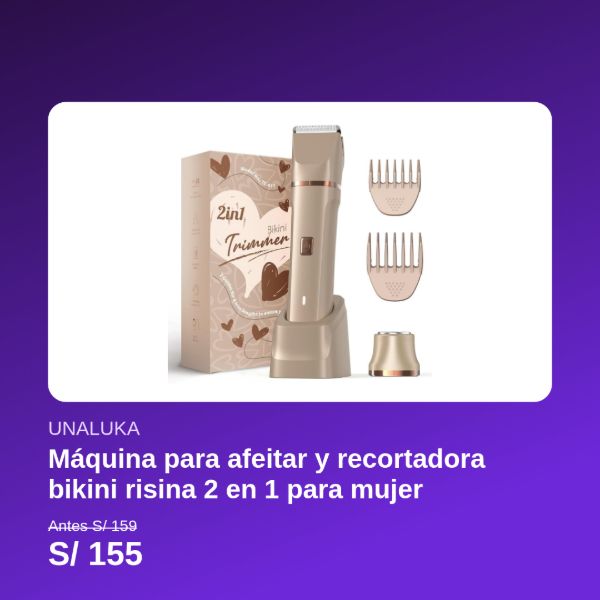 2in1
Bikini
Trimmer
UNALUKA
Máquina para afeitar y recortadora
bikini risina 2 en 1 para mujer
Antes S/ 159
S/ 155